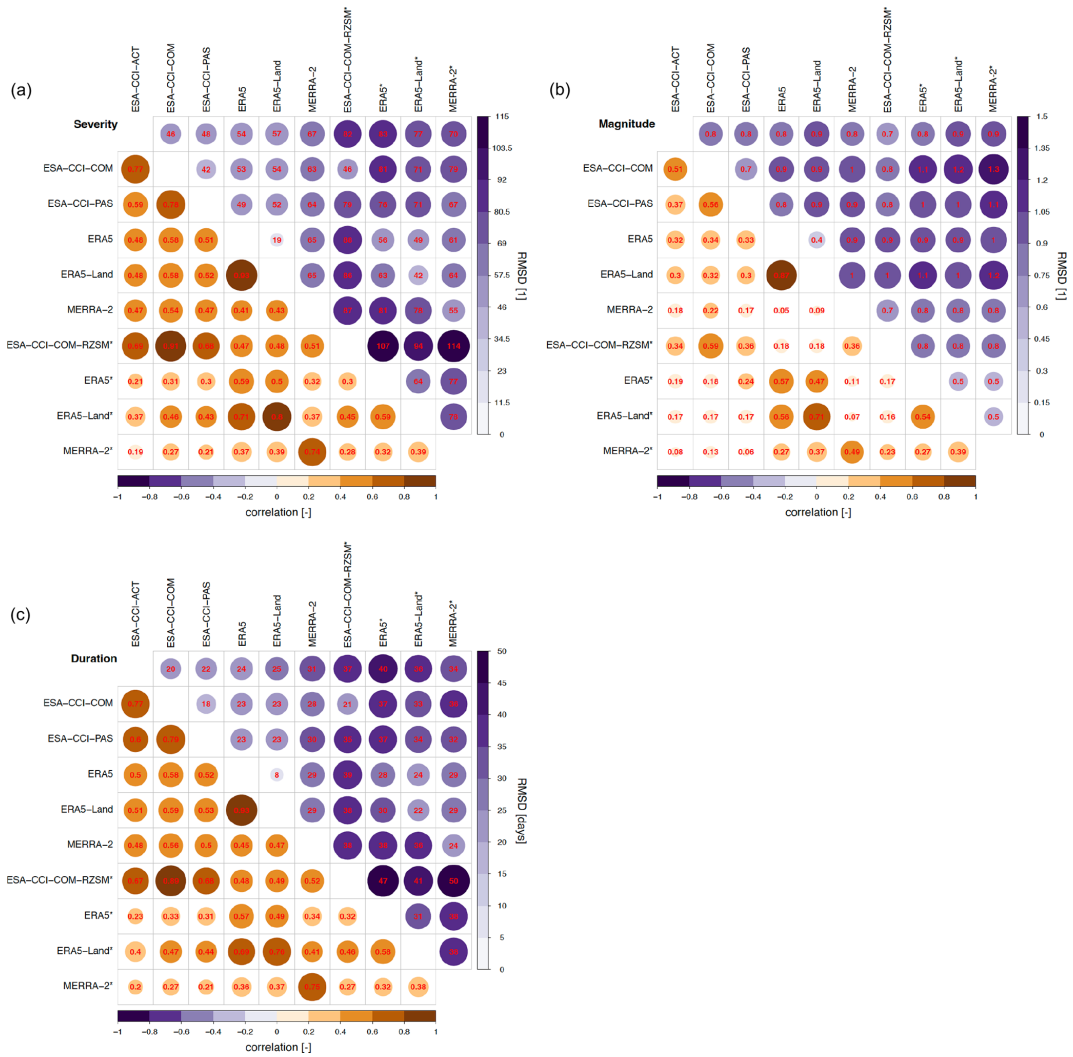 (a)
ESA-CCI-ACT
ESA-CCI-COM
ESA-CCI-PAS
ERA5
ERA5-Land
MERRA-2
ESA-CCI-COM-RZSM*
ERA5*
ERA5-Land*
MERRA-2*
Severity 46 48 54 57 67 77
ESA-CCI-COM 0.77 42 53 54 63 46
ESA-CCI-PAS 0.59 49 52 64 71 67
ERA5 0.48 0.58 0.51 19 65 56 49 61
ERA5-Land 0.48 0.58 0.52 65 63 42 64
MERRA-2 0.47 0.54 0.47 0.41 0.43 55
ESA-CCI-COM-RZSM* 0.47 0.48 0.51 107 94 114
ERA5* 0.21 0.31 0.3 0.59 0.5 0.32 0.3 64 77
ERA5-Land* 0.37 0.46 0.43 0.71 0.37 0.45 0.59
MERRA-2* 0.19 0.27 0.21 0.37 0.39 0.74 0.28 0.32 0.39
115
103.5
92
80.5
69
57.5
46
34.5
23
11.5
0
RMSD [1]
−1 −0.8 −0.6 −0.4 −0.2 0 0.2 0.4 0.6 0.8 1
correlation [-]
(b)
ESA-CCI-ACT
ESA-CCI-COM
ESA-CCI-PAS
ERA5
ERA5-Land
MERRA-2
ESA-CCI-COM-RZSM*
ERA5*
ERA5-Land*
MERRA-2*
Magnitude 0.8 0.8 0.8 0.8 0.7 0.8
ESA-CCI-COM 0.51 0.7 0.8 1.3
ESA-CCI-PAS 0.37 0.56 0.8 0.8 0.9 0.8 1 1
ERA5 0.32 0.34 0.33 0.4
ERA5-Land 0.3 0.32 0.3 1 1 1
MERRA-2 0.18 0.22 0.17 0.05 0.09 0.7 0.8 0.8 0.8
ESA-CCI-COM-RZSM* 0.34 0.59 0.36 0.18 0.18 0.36 0.8 0.8 0.8
ERA5* 0.19 0.18 0.24 0.57 0.47 0.11 0.17 0.5 0.5
ERA5-Land* 0.17 0.17 0.17 0.56 0.71 0.07 0.16 0.54 0.5
MERRA-2* 0.08 0.13 0.06 0.27 0.37 0.49 0.23 0.27 0.39
1.5
1.35
1.2
1.05
0.9
0.75
0.6
0.45
0.3
0.15
0
RMSD [1]
−1 −0.8 −0.6 −0.4 −0.2 0 0.2 0.4 0.6 0.8 1
correlation [-]
(c)
ESA-CCI-ACT
ESA-CCI-COM
ESA-CCI-PAS
ERA5
ERA5-Land
MERRA-2
ESA-CCI-COM-RZSM*
ERA5*
ERA5-Land*
MERRA-2*
Duration 22 24 25
ESA-CCI-COM 0.77 18 23 23 28 21
ESA-CCI-PAS 0.6 0.79 23 23
ERA5 0.5 0.58 0.52 8 29 28 24 29
ERA5-Land 0.51 0.59 0.53 29 22 29
MERRA-2 0.48 0.56 0.5 0.45 0.47 24
ESA-CCI-COM-RZSM* 0.48 0.49 0.52 47 41 50
ERA5* 0.23 0.33 0.31 0.57 0.49 0.34 0.32
ERA5-Land* 0.4 0.47 0.44 0.41 0.46 0.58
MERRA-2* 0.2 0.27 0.21 0.36 0.37 0.75 0.27 0.32 0.38
50
45
40
35
30
25
20
15
10
5
0
RMSD [days]
−1 −0.8 −0.6 −0.4 −0.2 0 0.2 0.4 0.6 0.8 1
correlation [-]